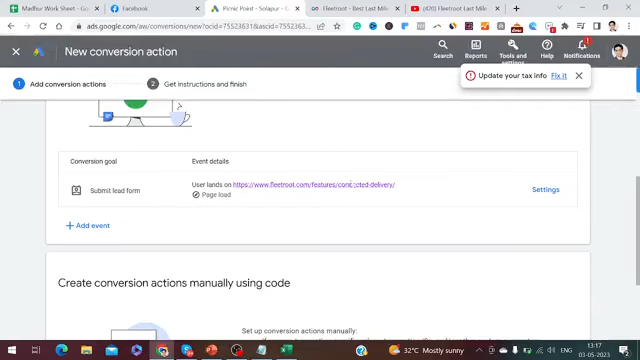 Madhur Work Sheet
Facebook
Picnic Point - Solapur
Fleetroot - Best Last Mile
(420) Fleetroot Last Mile
ads.google.com/aw/conversions/new?ocid=75523631&ascid=75523631
New conversion action
Search
Reports
Tools and settings
Help
Notifications
Update your tax info Fix it
1 Add conversion actions
2 Get instructions and finish
Conversion goal Event details
Submit lead form
User lands on https://www.fleetroot.com/features/connected-delivery/
Page load
Settings
+ Add event
Create conversion actions manually using code
Set up conversion actions manually:
32°C Mostly sunny
ENG
13:17
03-05-2023